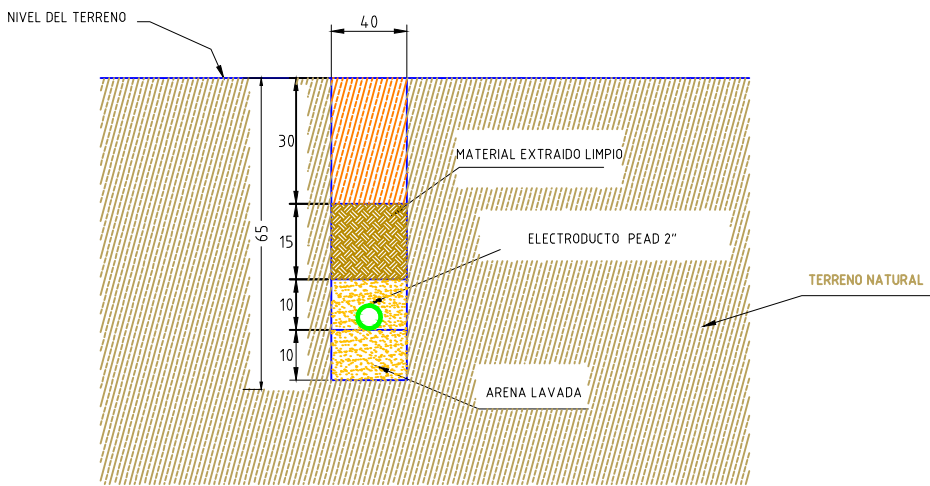 NIVEL DEL TERRENO
40
30
MATERIAL EXTRAIDO LIMPIO
65
15
ELECTRODUCTO PEAD 2"
TERRENO NATURAL
10
10
ARENA LAVADA